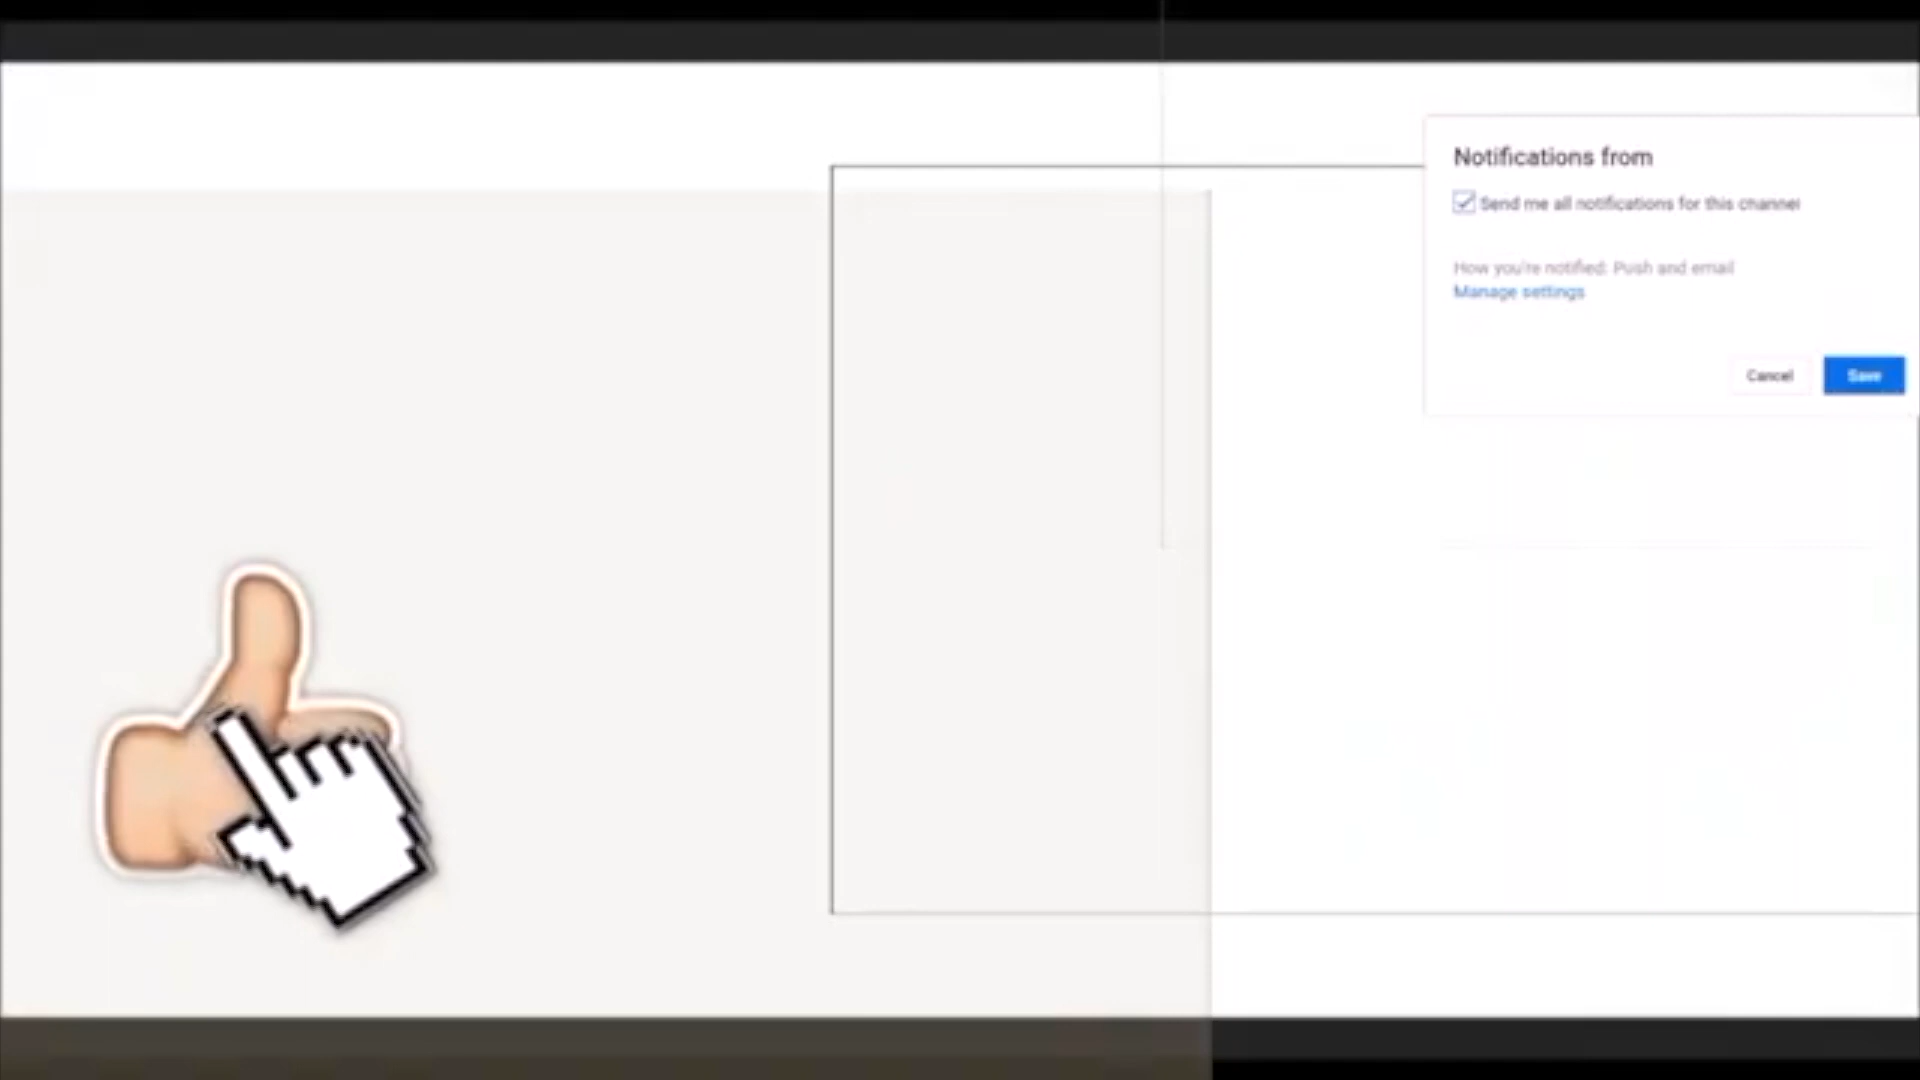 Notifications from
Send me all notifications for this channel
How you're notified: Push and email
Manage settings
Cancel
Save